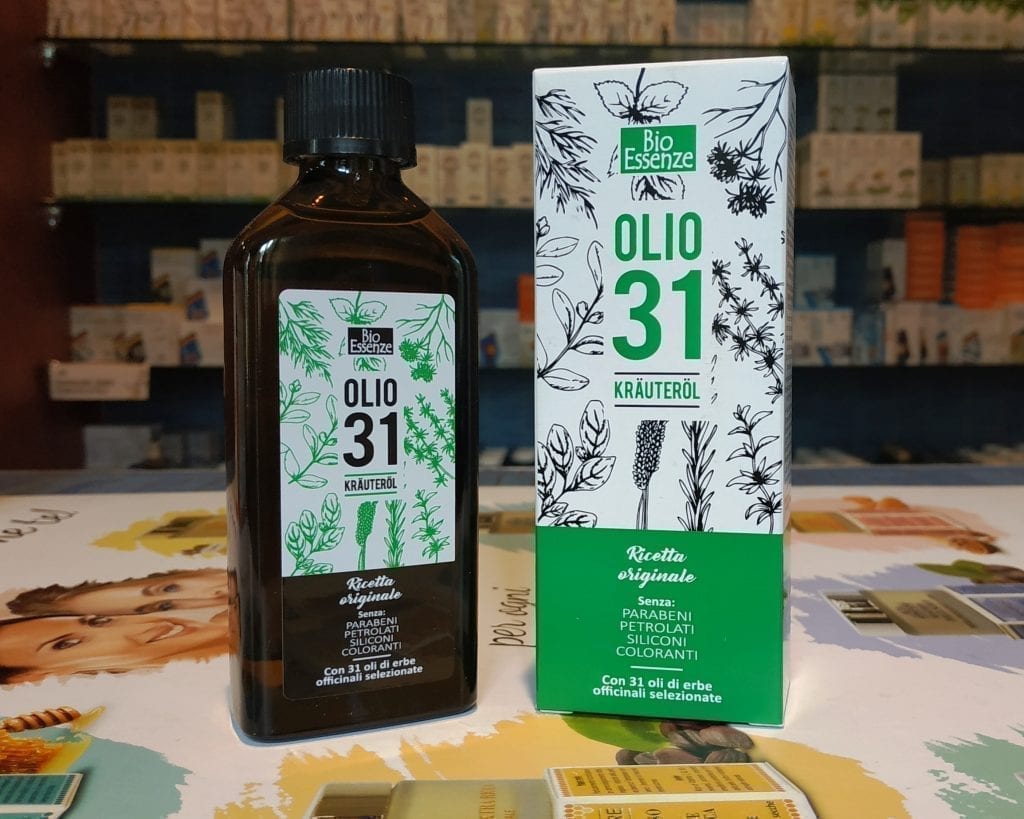 Bio
Essenze
OLIO
31
KRÄUTERÖL
Ricetta
originale
Senza:
PARABENI
PETROLATI
SILICONI
COLORANTI
Con 31 oli di erbe
officinali selezionate
Bio
Essenze
OLIO
31
KRÄUTERÖL
Ricetta
originale
Senza:
PARABENI
PETROLATI
SILICONI
COLORANTI
Con 31 oli di erbe
officinali selezionate
per ogni